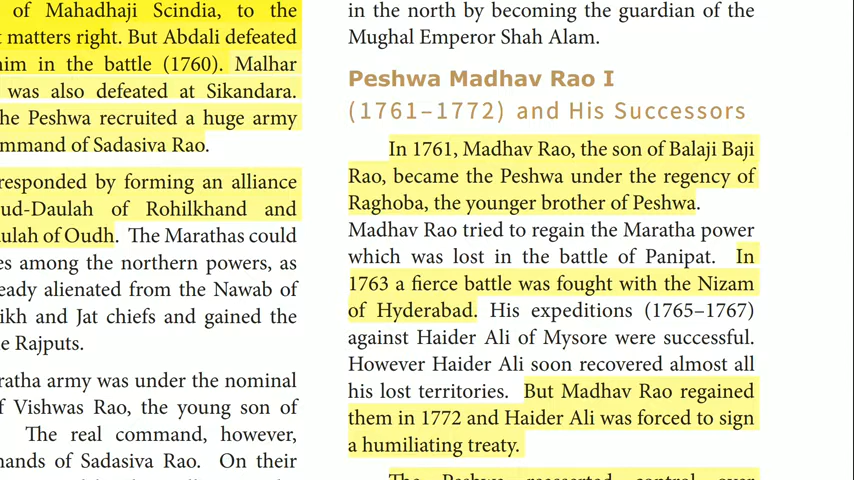 of Mahadhaji Scindia, to the
matters right. But Abdali defeated
him in the battle (1760). Malhar
was also defeated at Sikandara.
he Peshwa recruited a huge army
mmand of Sadasiva Rao.
responded by forming an alliance
ud-Daulah of Rohilkhand and
aulah of Oudh. The Marathas could
es among the northern powers, as
eady alienated from the Nawab of
ikh and Jat chiefs and gained the
e Rajputs.
ratha army was under the nominal
f Vishwas Rao, the young son of
The real command, however,
hands of Sadasiva Rao. On their
in the north by becoming the guardian of the
Mughal Emperor Shah Alam.
Peshwa Madhav Rao I
(1761–1772) and His Successors
In 1761, Madhav Rao, the son of Balaji Baji
Rao, became the Peshwa under the regency of
Raghoba, the younger brother of Peshwa.
Madhav Rao tried to regain the Maratha power
which was lost in the battle of Panipat. In
1763 a fierce battle was fought with the Nizam
of Hyderabad. His expeditions (1765–1767)
against Haider Ali of Mysore were successful.
However Haider Ali soon recovered almost all
his lost territories. But Madhav Rao regained
them in 1772 and Haider Ali was forced to sign
a humiliating treaty.
The Peshwa reasserted control over